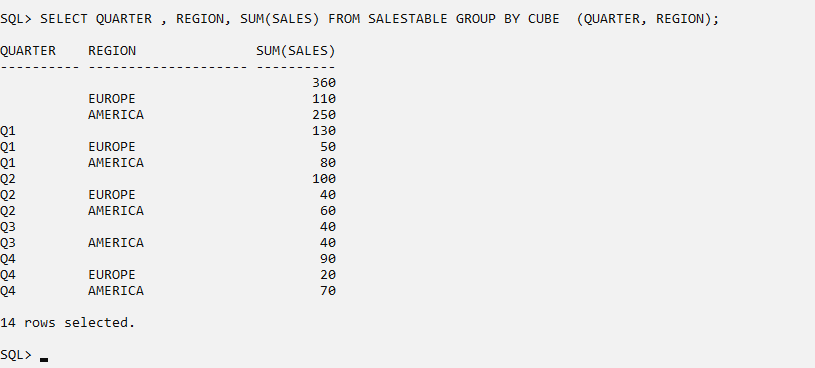 SQL> SELECT QUARTER , REGION, SUM(SALES) FROM SALESTABLE GROUP BY CUBE  (QUARTER, REGION);
QUARTER    REGION               SUM(SALES)
---------- -------------------- ----------
                                       360
           EUROPE                      110
           AMERICA                     250
Q1                                     130
Q1         EUROPE                       50
Q1         AMERICA                      80
Q2                                     100
Q2         EUROPE                       40
Q2         AMERICA                      60
Q3                                      40
Q3         AMERICA                      40
Q4                                      90
Q4         EUROPE                       20
Q4         AMERICA                      70
14 rows selected.
SQL>